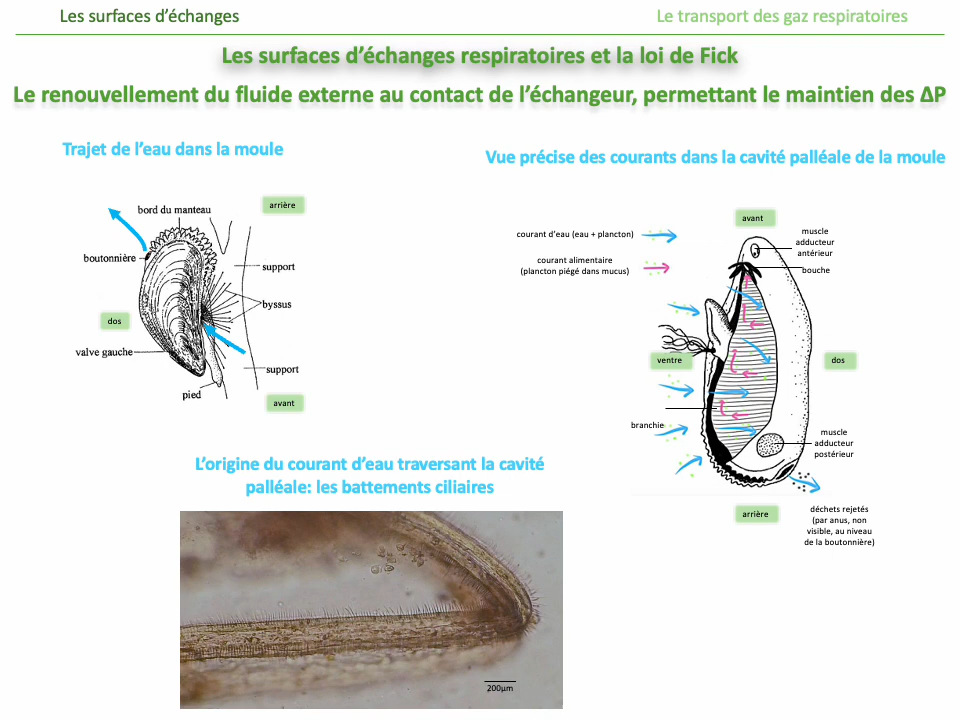 Les surfaces d’échanges
Le transport des gaz respiratoires
Les surfaces d’échanges respiratoires et la loi de Fick
Le renouvellement du fluide externe au contact de l’échangeur, permettant le maintien des ΔP
Trajet de l’eau dans la moule
arrière
bord du manteau
boutonnière
support
byssus
dos
valve gauche
support
pied
avant
Vue précise des courants dans la cavité palléale de la moule
avant
courant d’eau (eau + plancton)
courant alimentaire
(plancton piégé dans mucus)
muscle
adducteur
antérieur
bouche
ventre
dos
branchie
muscle
adducteur
postérieur
arrière
déchets rejetés
(par anus, non
visible, au niveau
de la boutonnière)
L’origine du courant d’eau traversant la cavité
palléale: les battements ciliaires
200µm